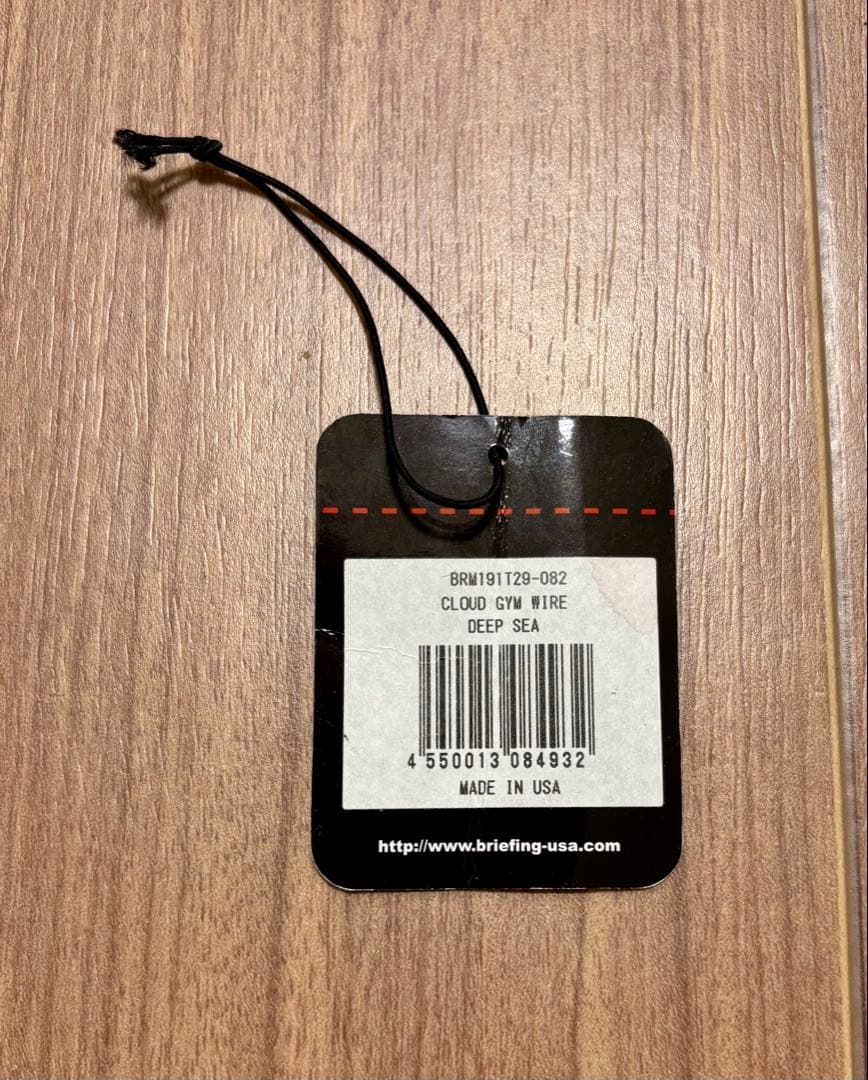 BRM191T29-082
CLOUD GYM WIRE
DEEP SEA
4 550013 084932
MADE IN USA
http://www.briefing-usa.com